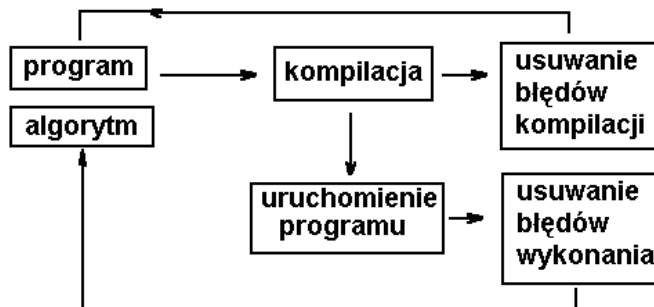 program
kompilacja
usuwanie
błędów
kompilacji
algorytm
uruchomienie
programu
usuwanie
błędów
wykonania